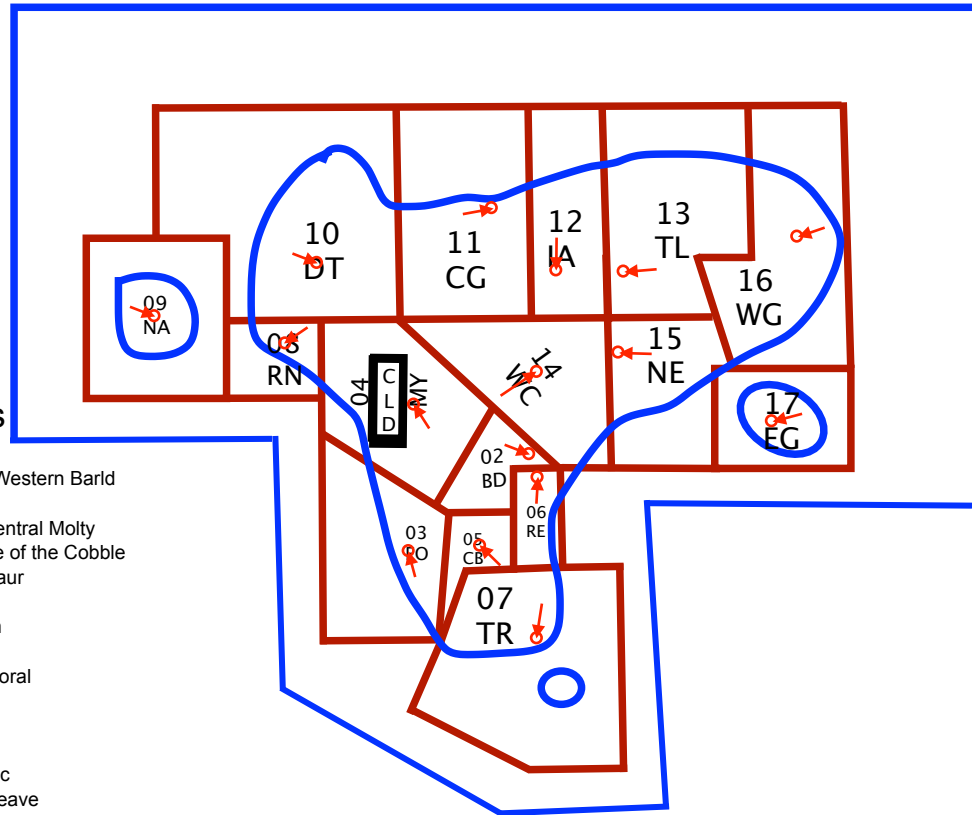 10
DT
11
CG
12
IA
13
TL
16
WG
09
NA
08
RN
04
MY
C
L
D
14
WC
15
NE
17
EG
02
BD
06
RE
03
05
CB
07
TR
s
Western Barld
entral Molty
e of the Cobble
aur
oral
c
eave